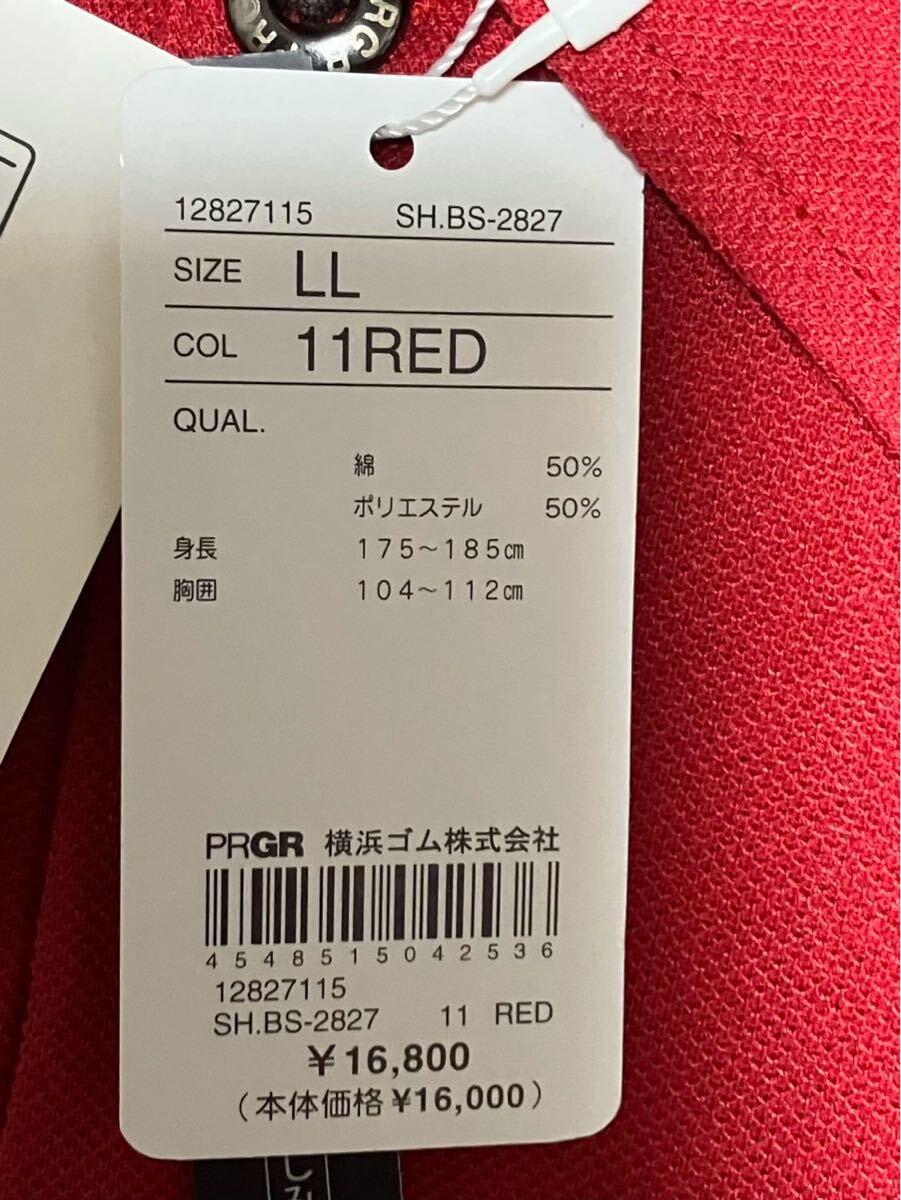 12827115 SH.BS-2827
SIZE LL
COL 11RED
QUAL.
綿 50%
ポリエステル 50%
身長 175～185㎝
胸囲 104～112㎝
PRGR 横浜ゴム株式会社
4548515042536
12827115
SH.BS-2827 11 RED
￥16,800
(本体価格¥16,000)